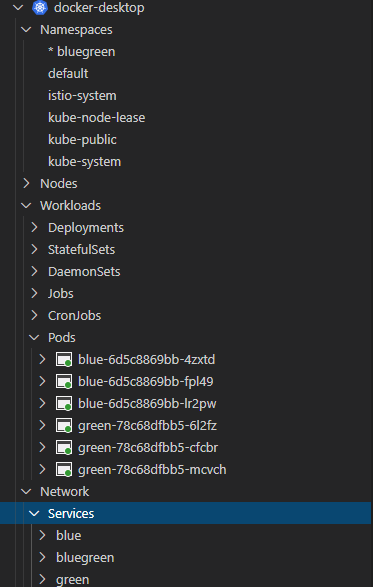 docker-desktop
Namespaces
* bluegreen
default
istio-system
kube-node-lease
kube-public
kube-system
Nodes
Workloads
Deployments
StatefulSets
DaemonSets
Jobs
CronJobs
Pods
blue-6d5c8869bb-4zxtd
blue-6d5c8869bb-fpl49
blue-6d5c8869bb-lr2pw
green-78c68dfbb5-6l2fz
green-78c68dfbb5-cfcbr
green-78c68dfbb5-mcvch
Network
Services
blue
bluegreen
green